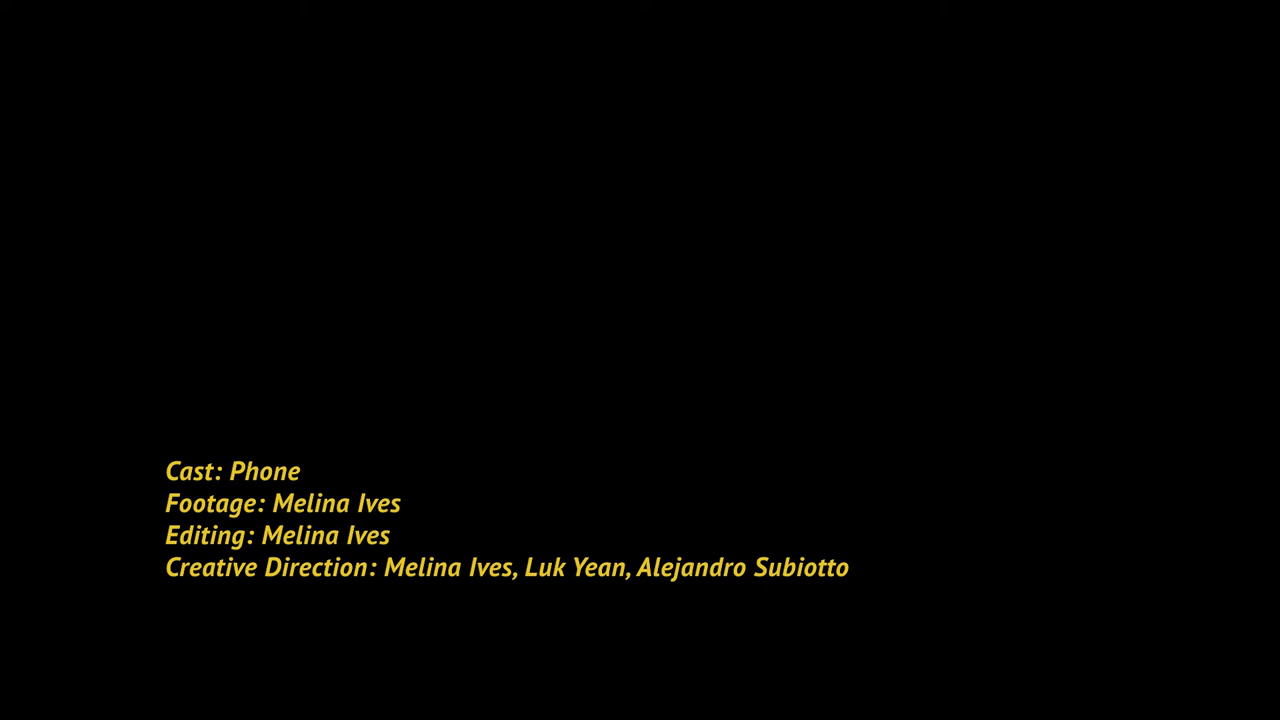 Cast: Phone
Footage: Melina Ives
Editing: Melina Ives
Creative Direction: Melina Ives, Luk Yean, Alejandro Subiotto